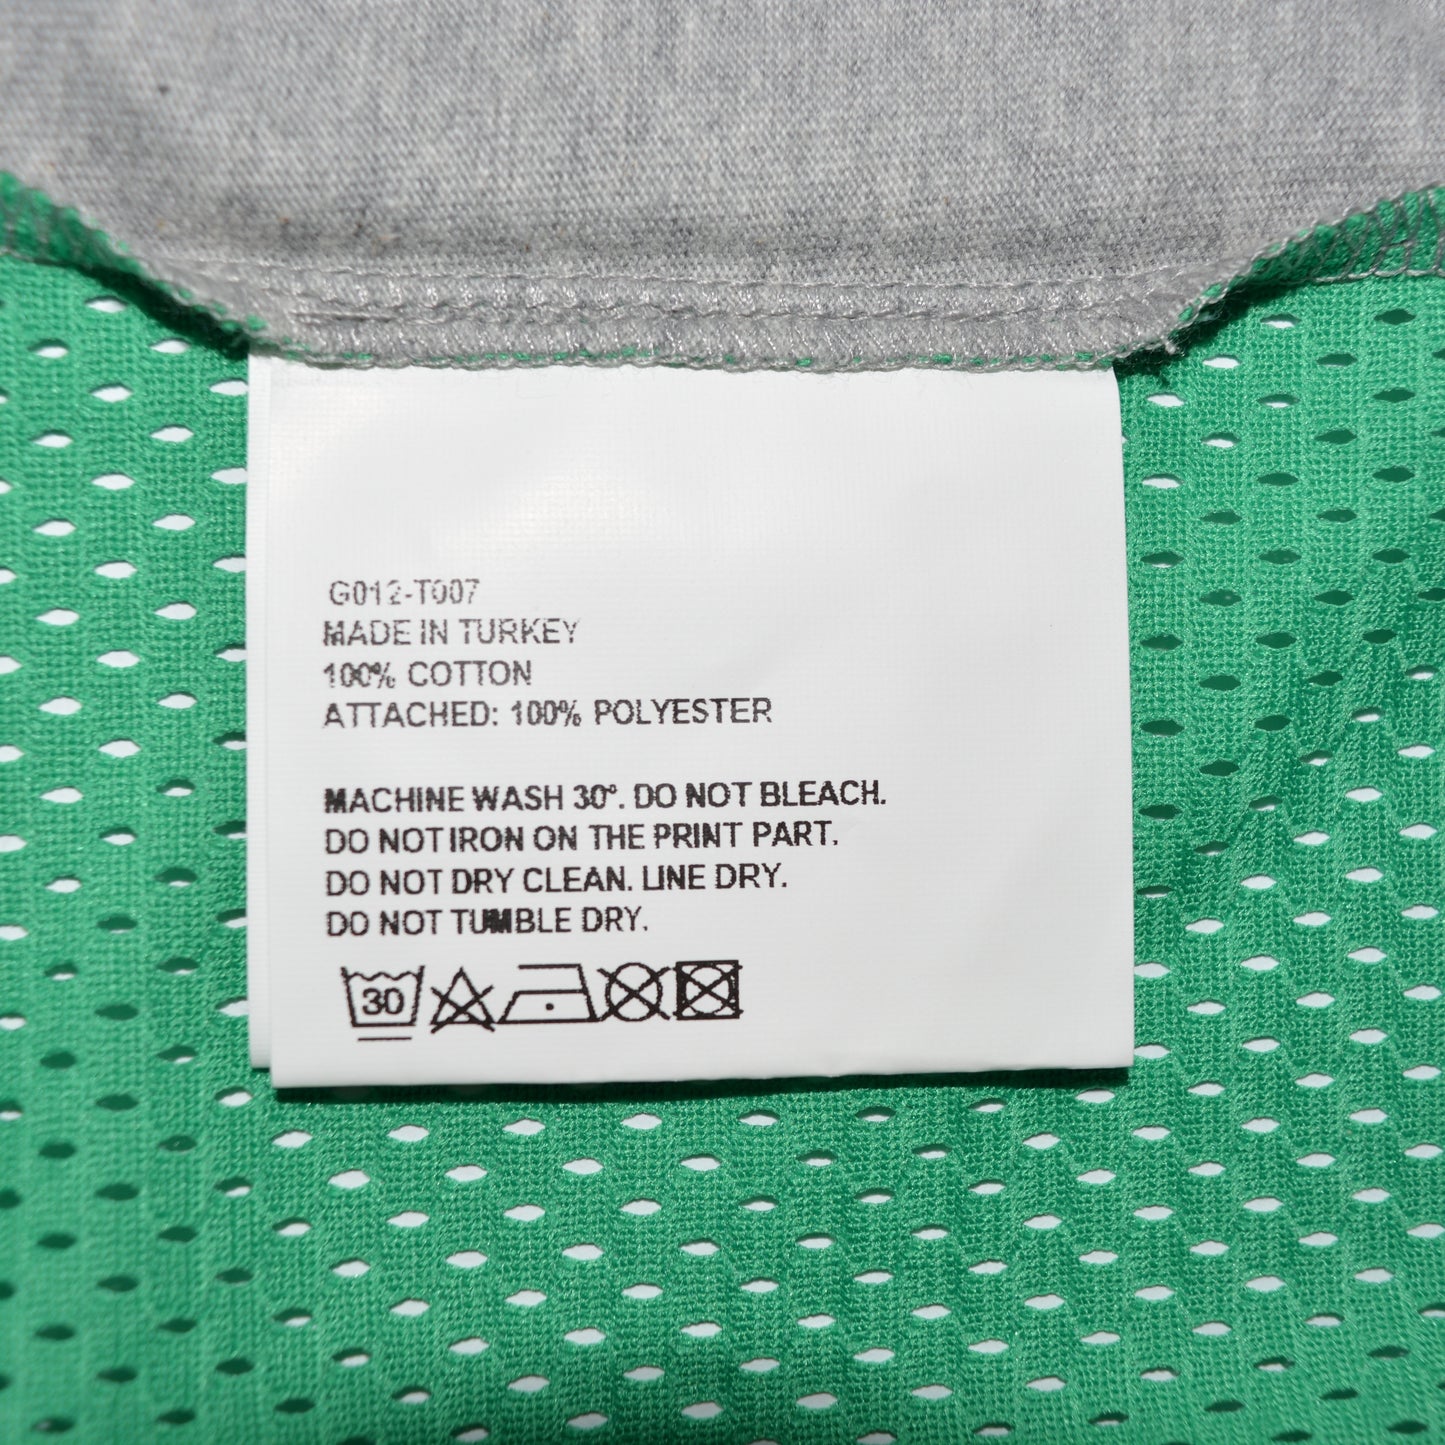 G012-T007
MADE IN TURKEY
100% COTTON
ATTACHED: 100% POLYESTER
MACHINE WASH 30°. DO NOT BLEACH.
DO NOT IRON ON THE PRINT PART.
DO NOT DRY CLEAN. LINE DRY.
DO NOT TUMBLE DRY.
30